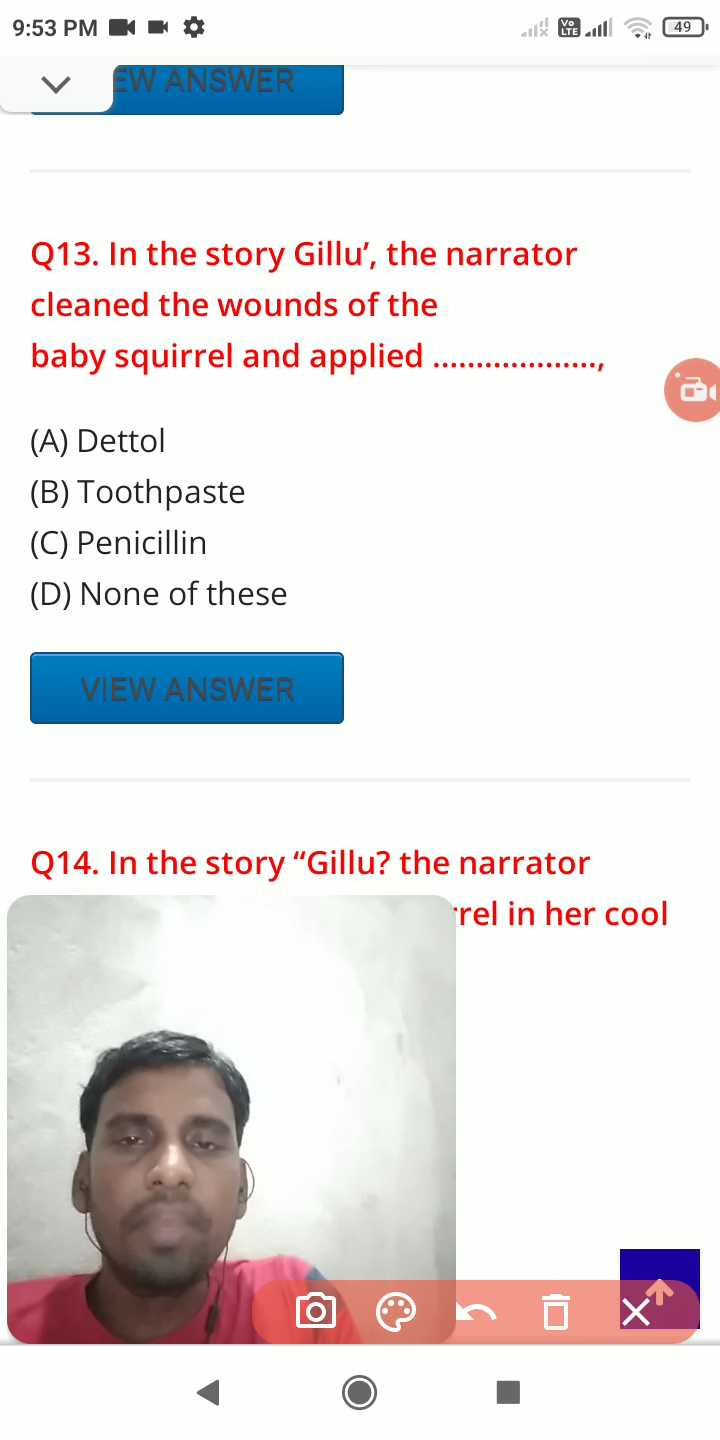 9:53 PM
Vo
LTE
49
EW ANSWER
Q13. In the story Gillu’, the narrator
cleaned the wounds of the
baby squirrel and applied ...................,
(A) Dettol
(B) Toothpaste
(C) Penicillin
(D) None of these
VIEW ANSWER
Q14. In the story “Gillu? the narrator
in her cool